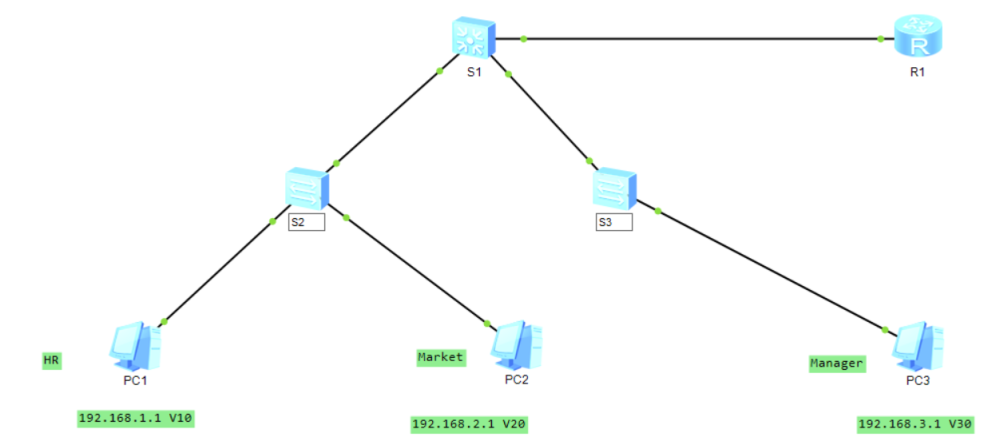 S1
R
R1
S2
S3
HR
PC1
Market
PC2
Manager
PC3
192.168.1.1 V10
192.168.2.1 V20
192.168.3.1 V30